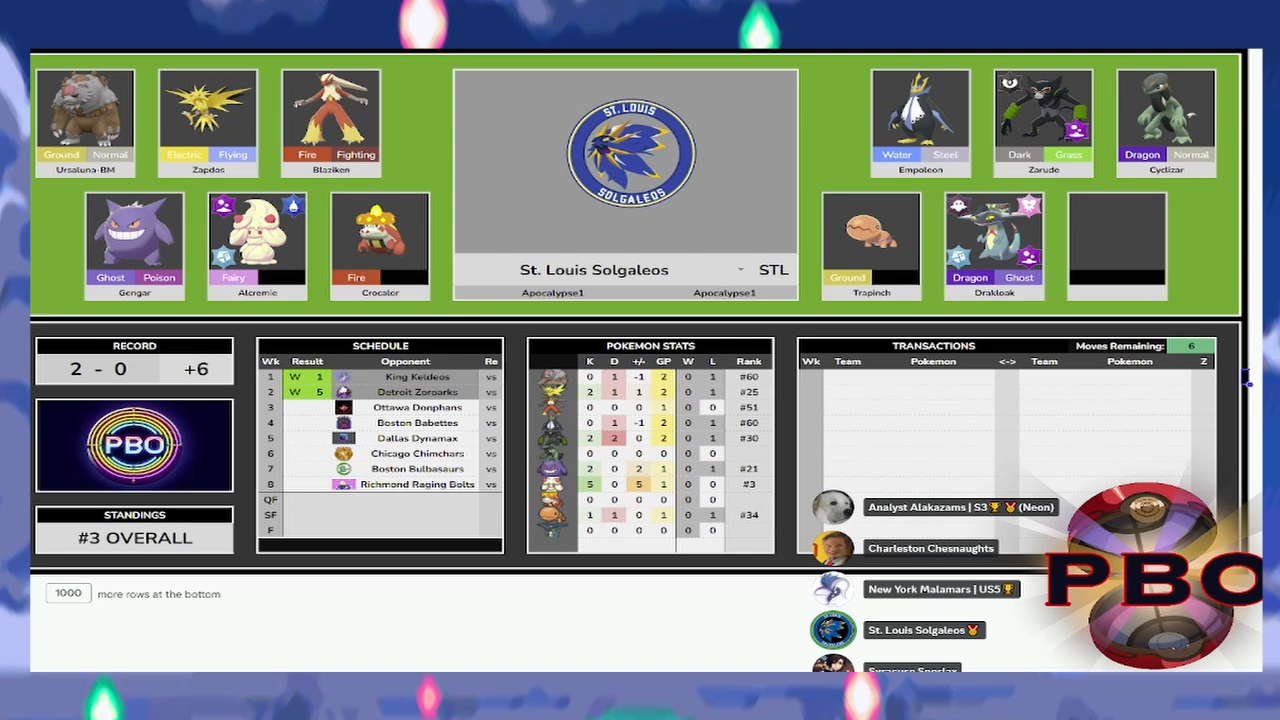 Ground Normal
Ursaluna-BM
Electric Flying
Zapdos
Fire Fighting
Blaziken
ST. LOUIS
SOLGALEOS
Water Steel
Empoleon
Dark Grass
Zarude
Dragon Normal
Cyclizar
Ghost Poison
Gengar
Fairy
Alcremie
Fire
Crocalor
St. Louis Solgaleos STL
Apocalypse1 Apocalypse1
Ground
Trapinch
Dragon Ghost
Drakloak
RECORD
2 - 0 +6
PBO
STANDINGS
#3 OVERALL
SCHEDULE
Wk Result Opponent Re
1 W 1 King Keldeos vs
2 W 5 Detroit Zoroarks vs
3 Ottawa Donphans vs
4 Boston Babettes vs
5 Dallas Dynamax vs
6 Chicago Chimchars vs
7 Boston Bulbasaurs vs
8 Richmond Raging Bolts vs
QF
SF
F
POKEMON STATS
K D +/- GP W L Rank
0 1 -1 2 0 1 #60
2 1 1 2 0 1 #25
0 0 0 1 0 0 #51
0 1 -1 2 0 1 #60
2 2 0 2 0 1 #30
0 0 0 0 0 0
2 0 2 1 0 1 #21
5 0 5 1 0 0 #3
0 0 0 0 0 0
1 1 0 1 0 0 #34
0 0 0 0 0 0
TRANSACTIONS Moves Remaining: 6
Wk Team Pokemon <-> Team Pokemon Z
Analyst Alakazams | S3🏆🏅(Neon)
Charleston Chesnaughts
New York Malamars | US5🏆
St. Louis Solgaleos🏅
PBO
1000 more rows at the bottom